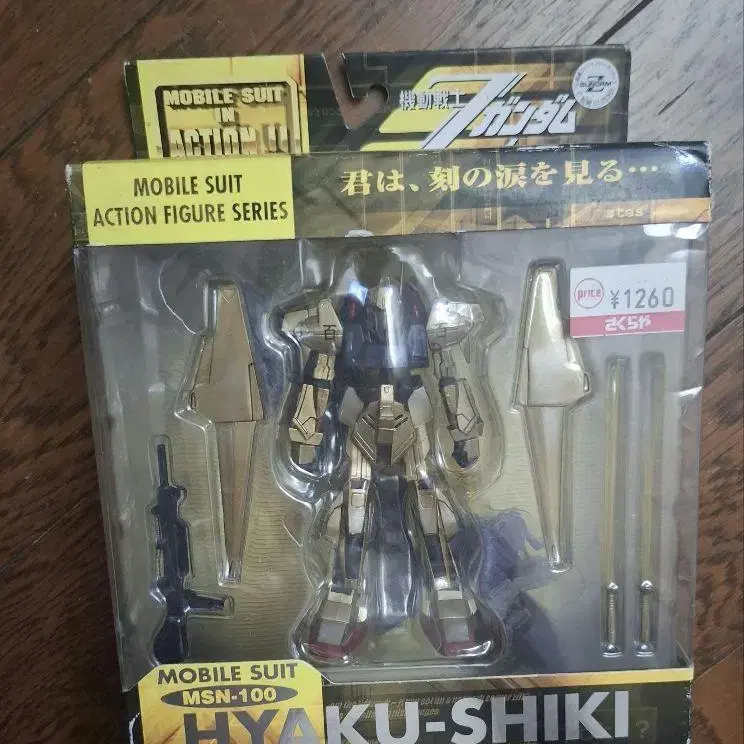 MOBILE SUIT
IN
ACTION !!
機動戦士
Zガンダム
MOBILE SUIT
ACTION FIGURE SERIES
君は、刻の涙を見る…
price ¥1260
さくらや
百
百
MOBILE SUIT
MSN-100
HYAKU-SHIKI